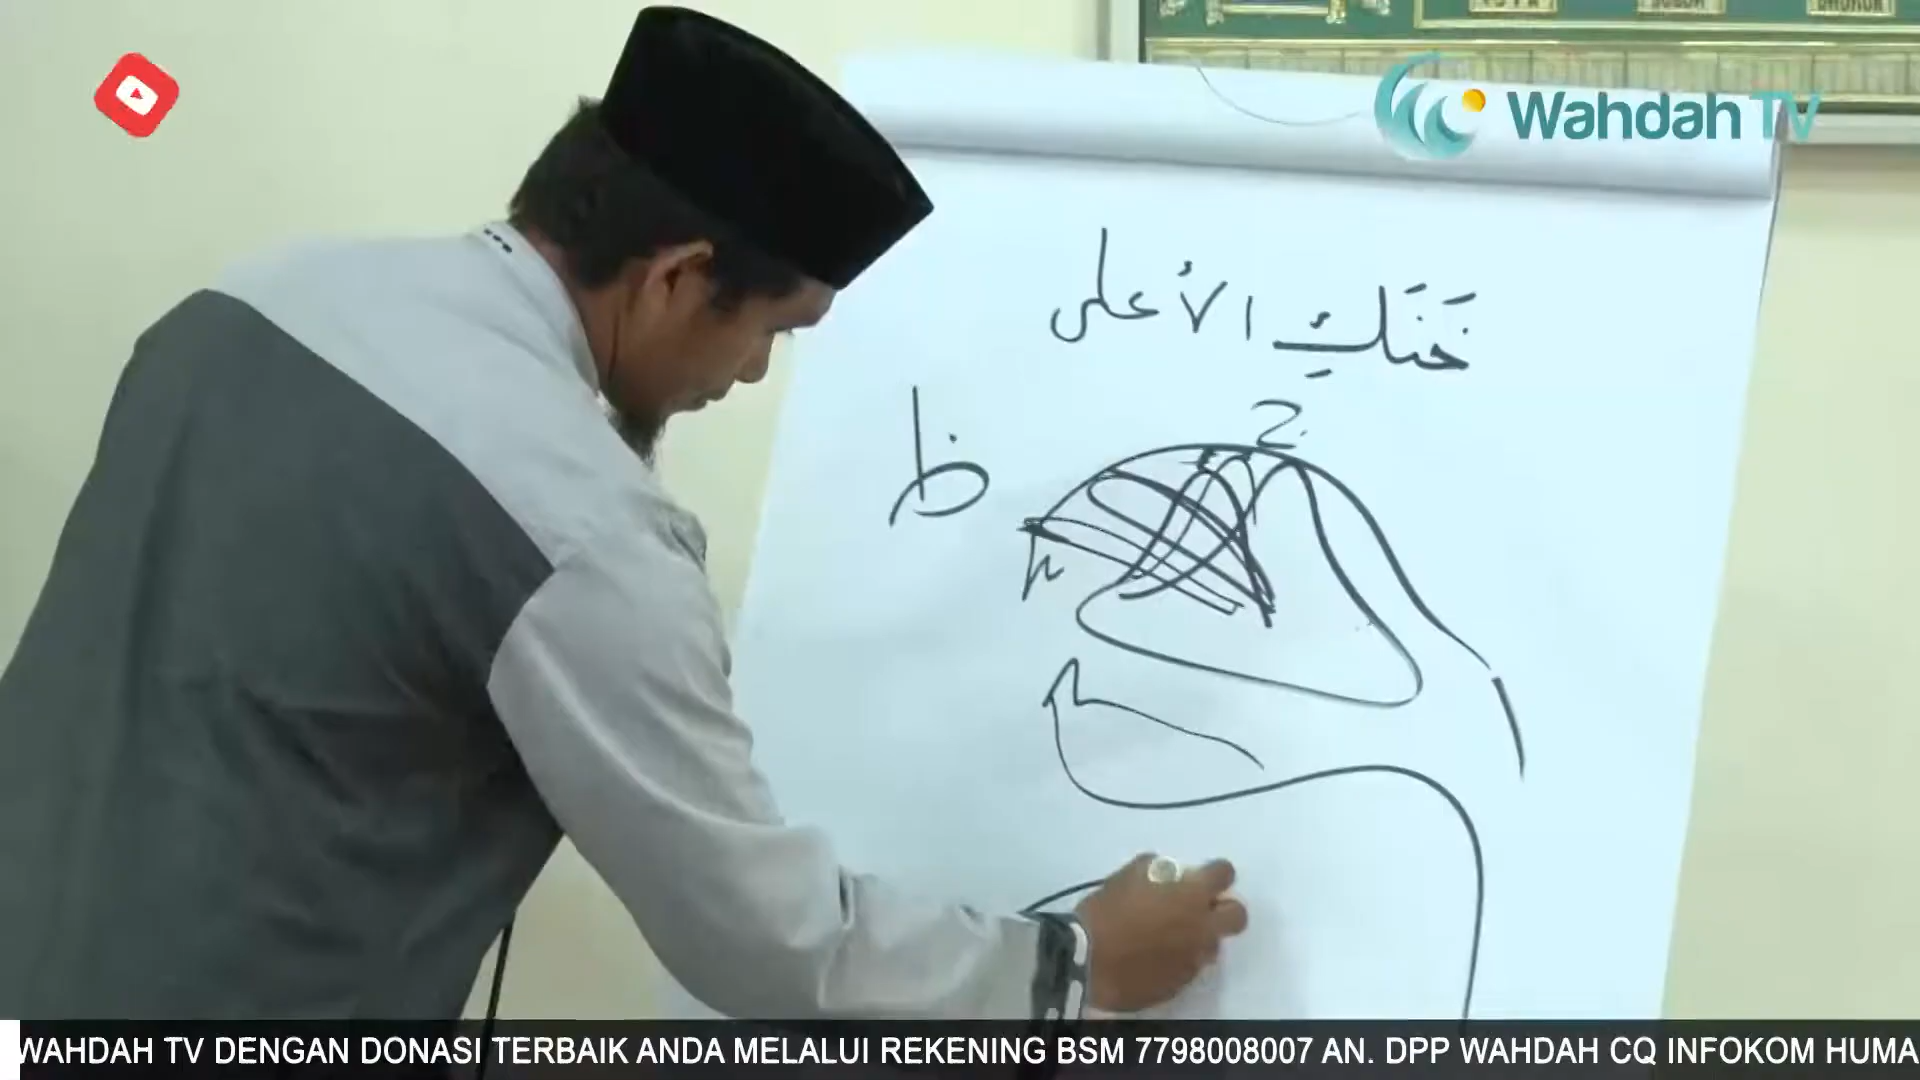 Wahdah TV
حَنَكِ الأعلى
2
ظ
WAHDAH TV DENGAN DONASI TERBAIK ANDA MELALUI REKENING BSM 7798008007 AN. DPP WAHDAH CQ INFOKOM HUMA